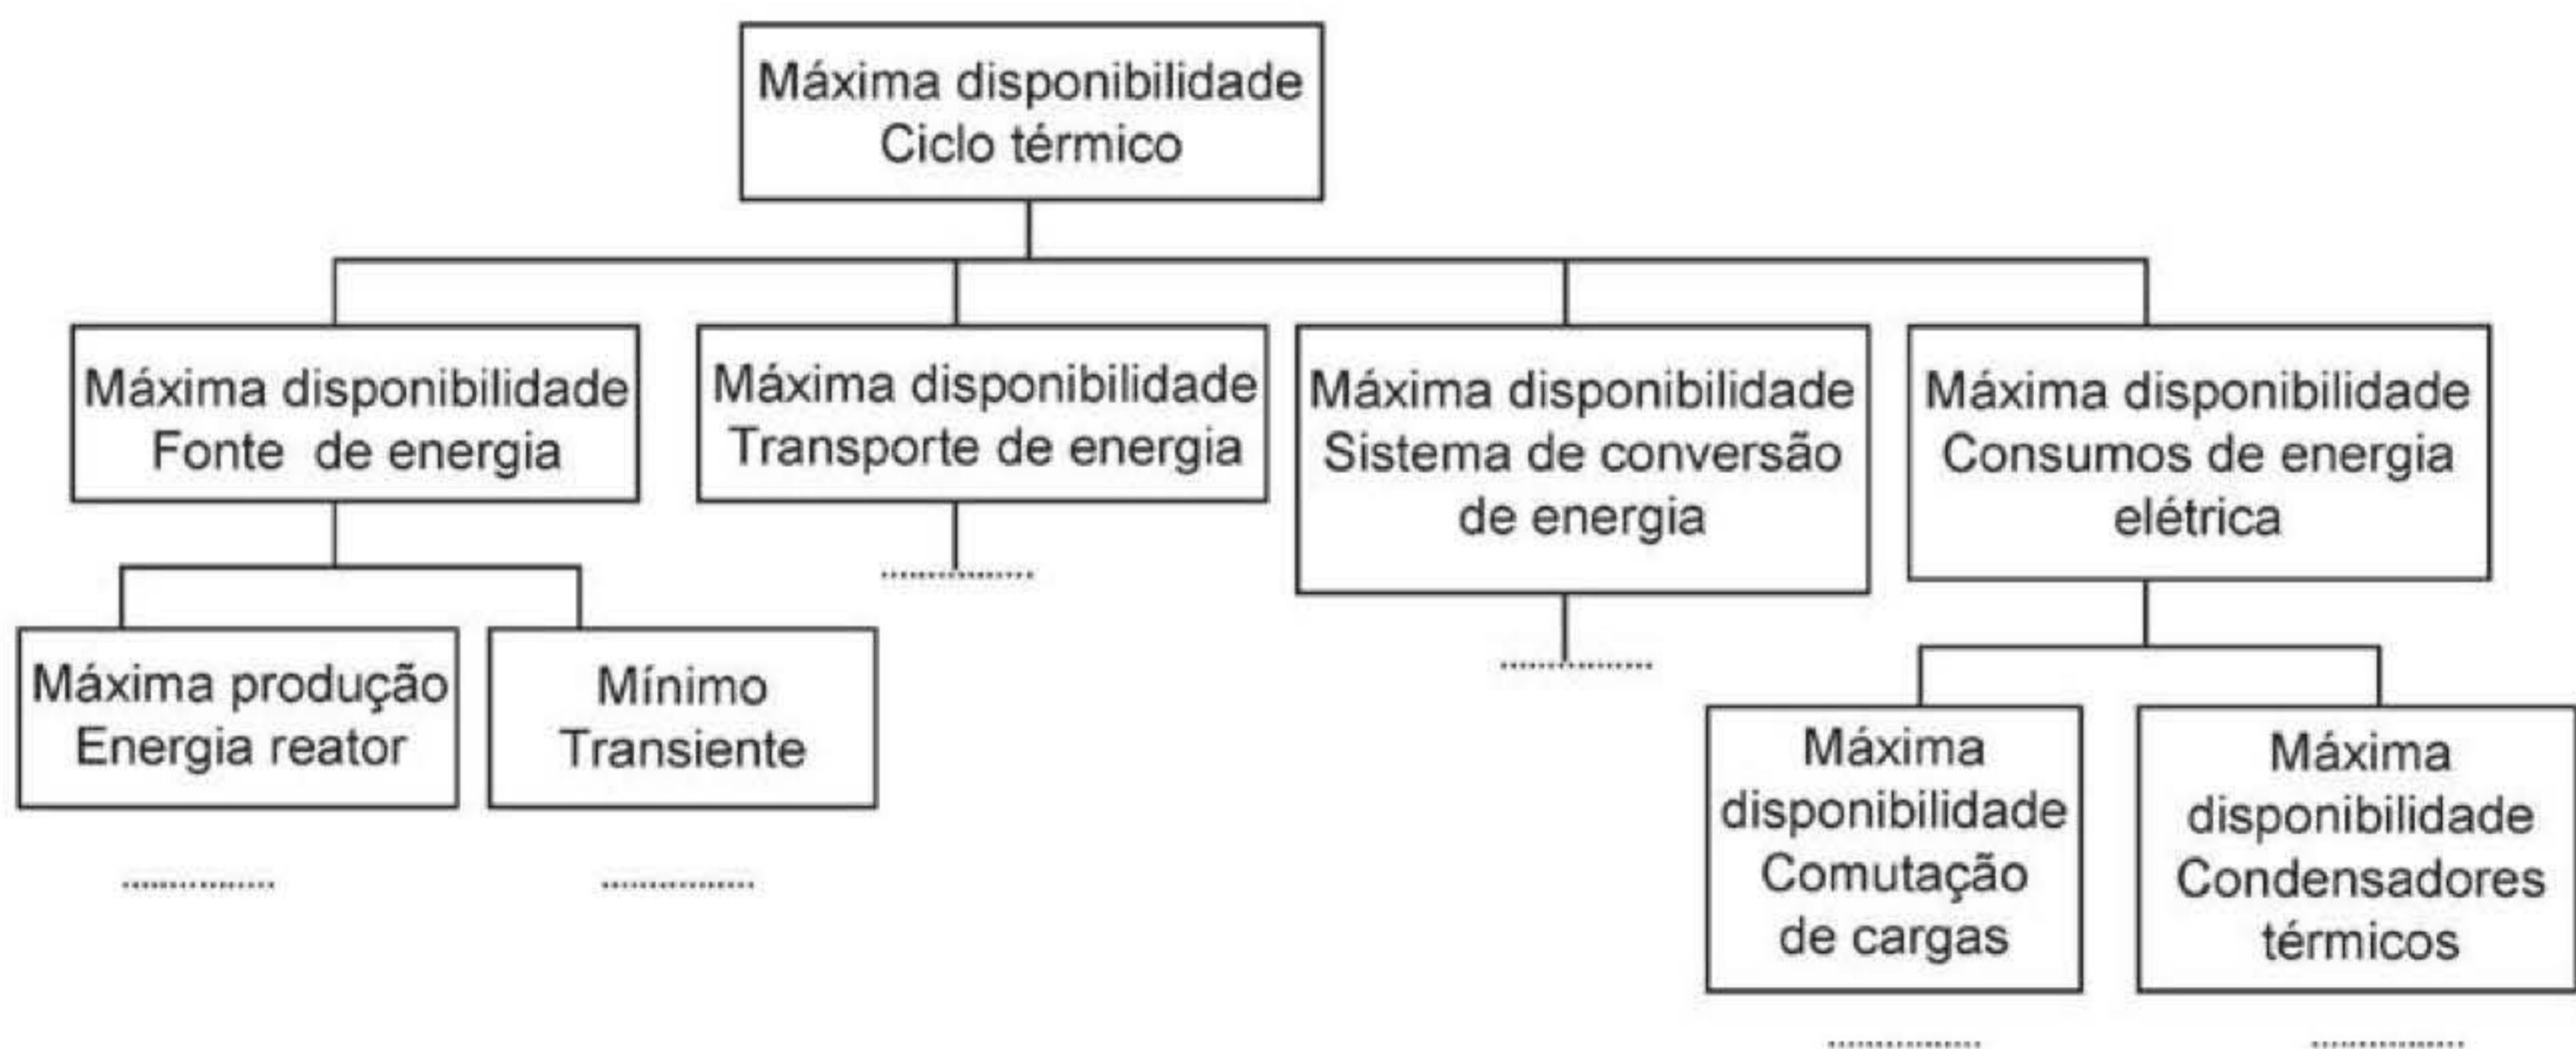 Máxima disponibilidade
Ciclo térmico
Máxima disponibilidade
Fonte de energia
Máxima disponibilidade
Transporte de energia
Máxima disponibilidade
Sistema de conversão
de energia
Máxima disponibilidade
Consumos de energia
elétrica
Máxima produção
Energia reator
Mínimo
Transiente
Máxima
disponibilidade
Comutação
de cargas
Máxima
disponibilidade
Condensadores
térmicos